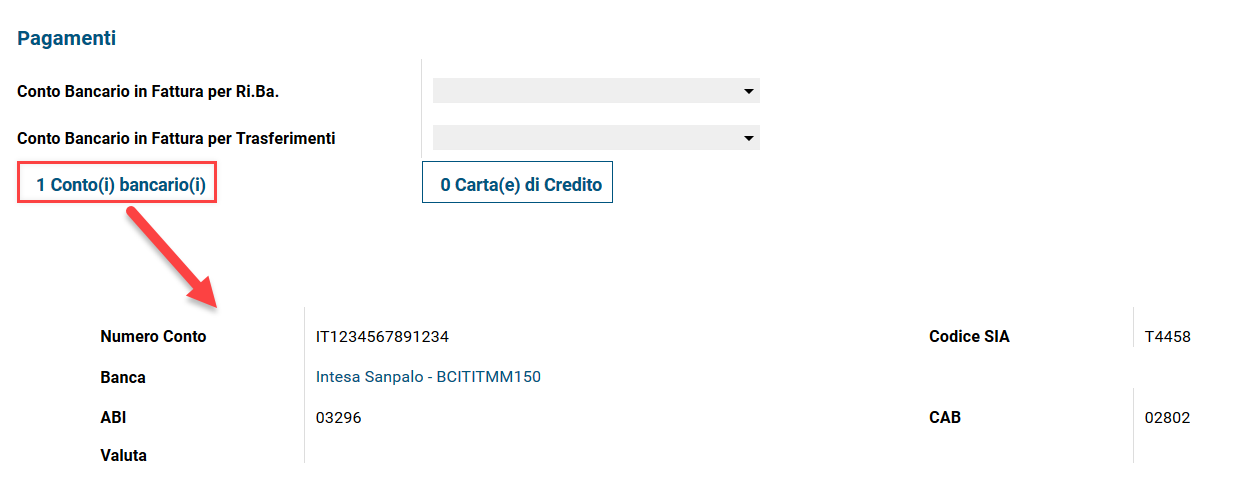 Pagamenti
Conto Bancario in Fattura per Ri.Ba.
Conto Bancario in Fattura per Trasferimenti
1 Conto(i) bancario(i) 0 Carta(e) di Credito
Numero Conto IT1234567891234 Codice SIA T4458
Banca Intesa Sanpalo - BCITITMM150
ABI 03296 CAB 02802
Valuta